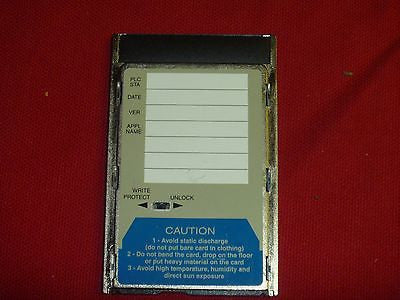 PLC
STA
DATE
VER
APPL
NAME
WRITE
PROTECT
UNLOCK
CAUTION
1 - Avoid static discharge
(do not put bare card in clothing)
2 - Do not bend the card, drop on the floor
or put heavy material on the card
3 - Avoid high temperature, humidity and
direct sun exposure